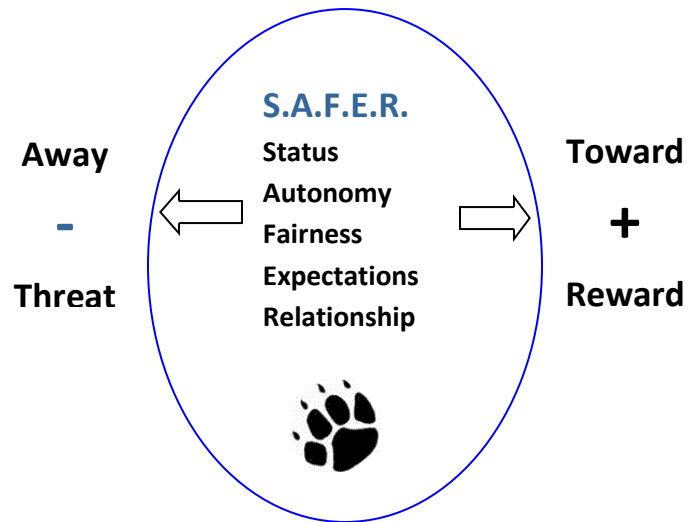 S.A.F.E.R.
Away
Status
Toward
Autonomy
-
+
Fairness
Expectations
Threat
Reward
Relationship